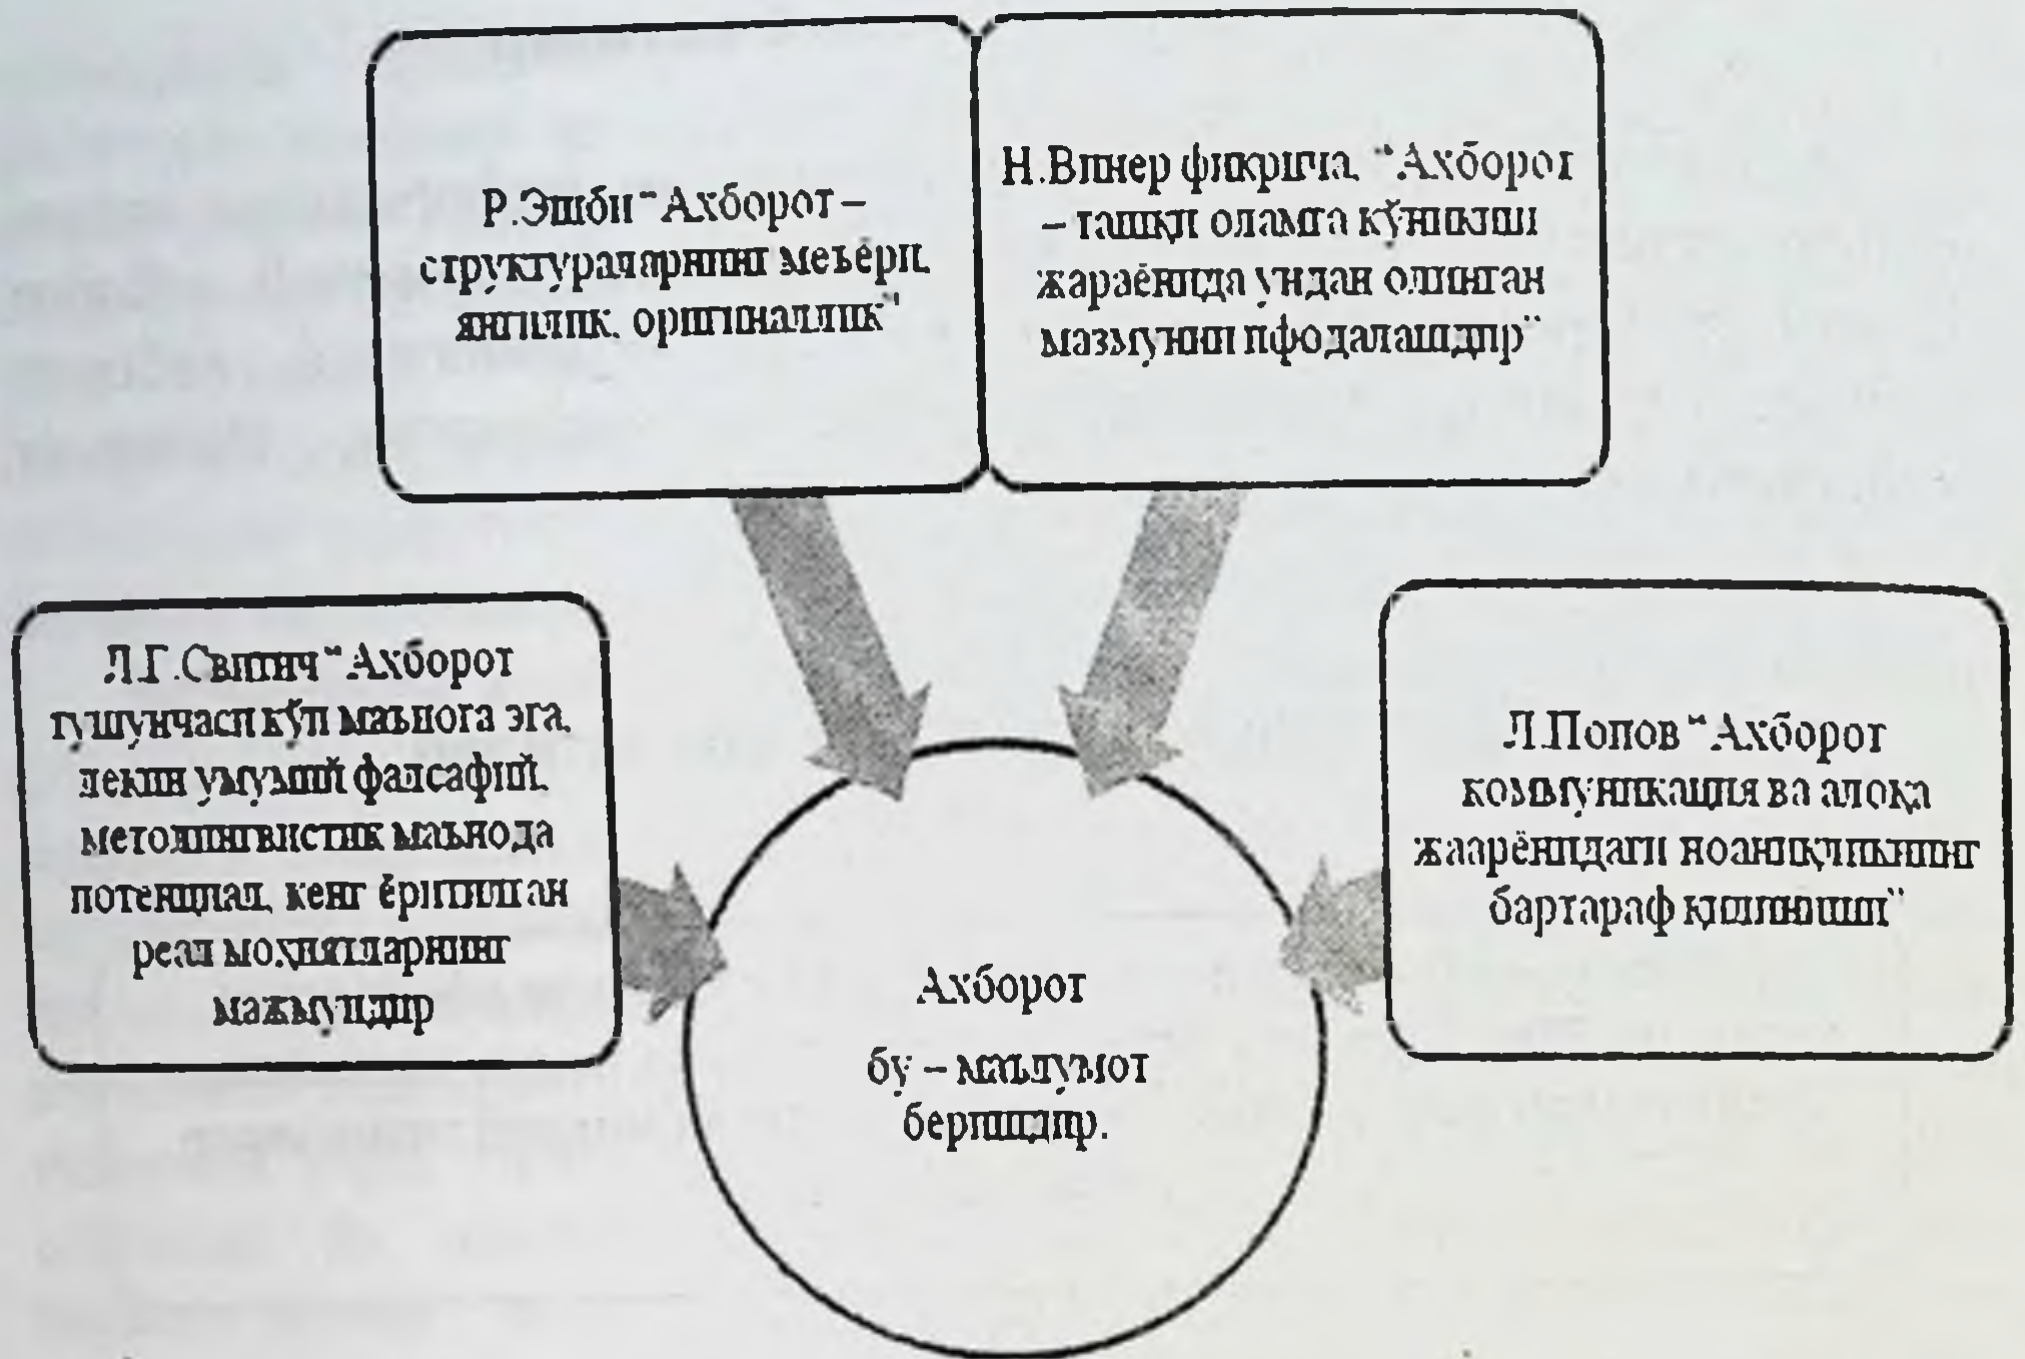 Р.Эшби “Ахборот –
структураларнинг меъёри,
янгилик, оригиналлик”
Н.Винер фикрича, “Ахборот
– ташқи оламга кўникиш
жараёнида ундан олинган
мазмунни ифодалашдир”
Л.Г.Свитич “Ахборот
тушунчаси кўп маънога эга,
лекин умумий фалсафий,
метолингвистик маънода
потенциал, кенг ёритилган
реал моҳиятларнинг
мажмуидир
Л.Попов “Ахборот
коммуникация ва алоқа
жаарёнидаги ноаниқликнинг
бартараф қилиниши”
Ахборот
бу – маълумот
беришдир.